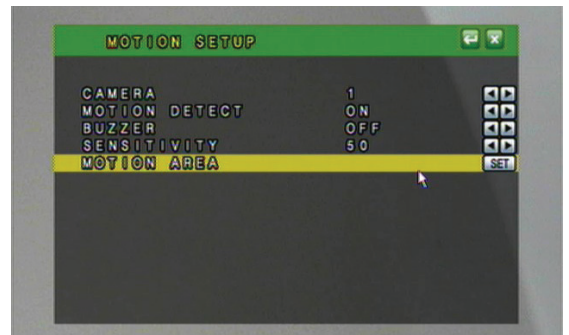 MOTION SETUP
CAMERA 1
MOTION DETECT ON
BUZZER OFF
SENSITIVITY 50
MOTION AREA SET